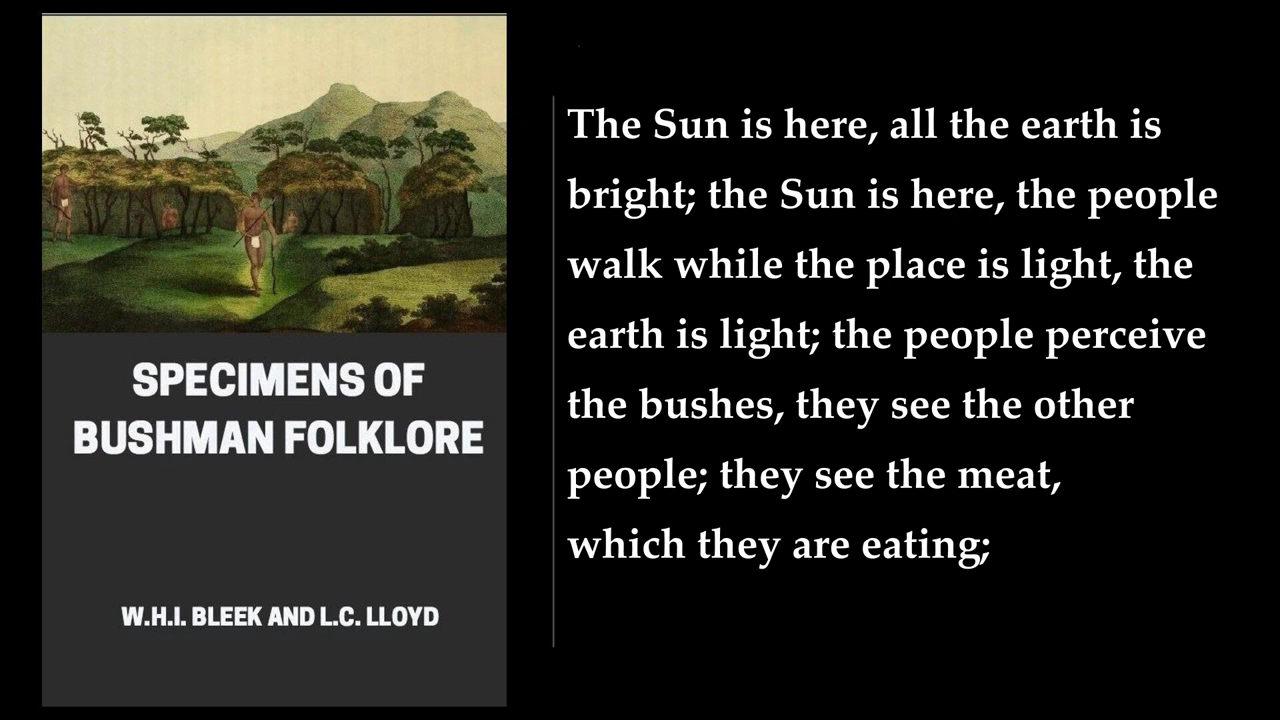 SPECIMENS OF
BUSHMAN FOLKLORE
W.H.I. BLEEK AND L.C. LLOYD
The Sun is here, all the earth is
bright; the Sun is here, the people
walk while the place is light, the
earth is light; the people perceive
the bushes, they see the other
people; they see the meat,
which they are eating;